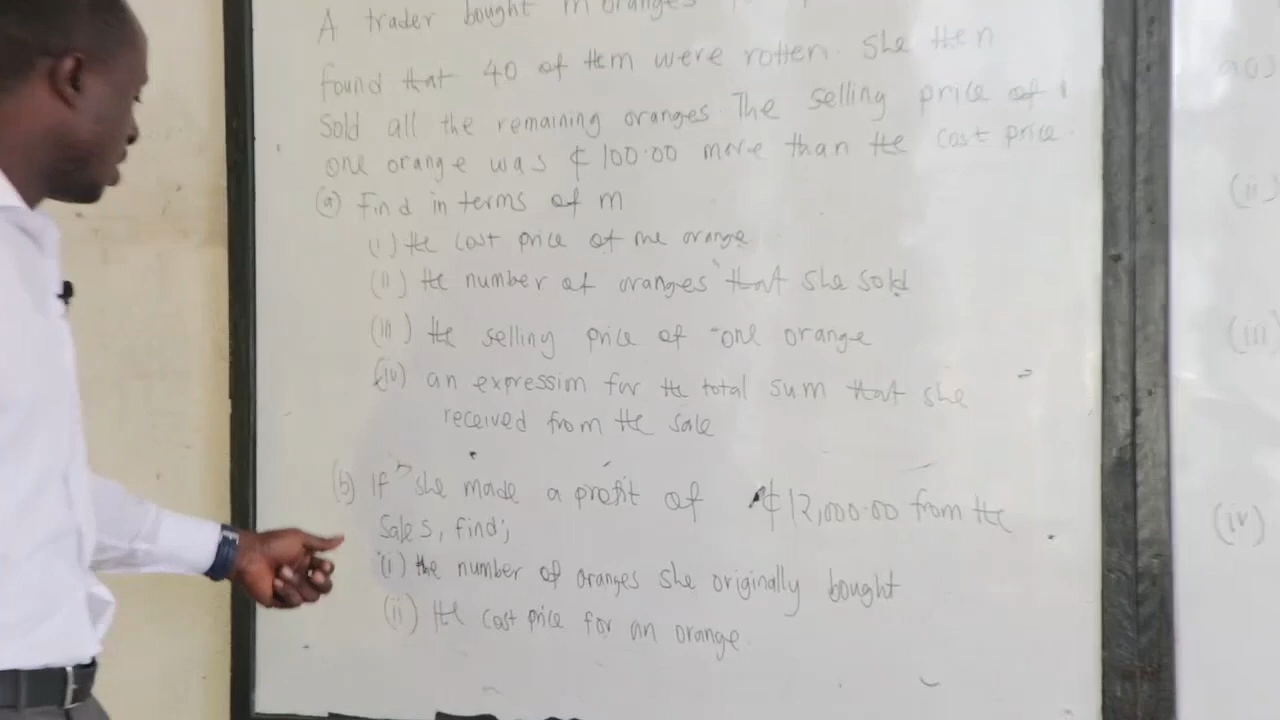 A trader bought m oranges
found that 40 of them were rotten. She then
sold all the remaining oranges. The selling price of
one orange was ₵100.00 more than the cost price.
(a) Find in terms of m
(i) the cost price of one orange
(ii) the number of oranges that she sold
(iii) the selling price of one orange
(iv) an expression for the total sum that she
received from the sale
(b) If she made a profit of ₵12,000.00 from the
sales, find;
(i) the number of oranges she originally bought
(ii) the cost price for an orange.
(ii)
(iii)
(iv)